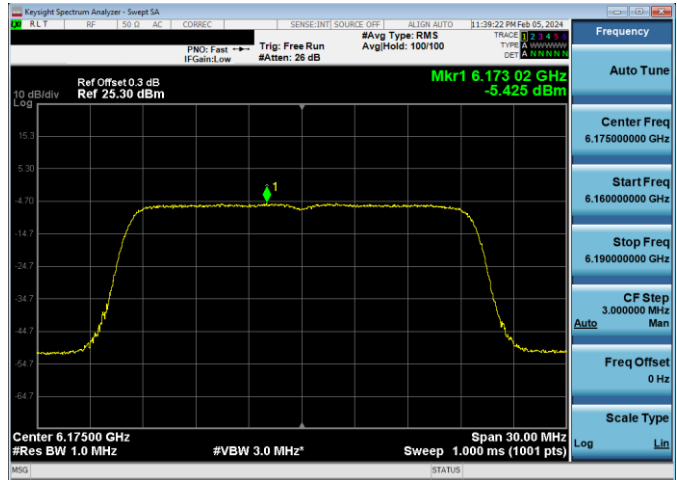 Keysight Spectrum Analyzer - Swept SA
RLT RF 50 Ω AC CORREC SENSE:INT SOURCE OFF ALIGN AUTO 11:39:22 PM Feb 05, 2024
#Avg Type: RMS TRACE 1 2 3 4 5 6
PNO: Fast Trig: Free Run Avg|Hold: 100/100 TYPE A WWWWW
IFGain:Low #Atten: 26 dB DET A N N N N N
Mkr1 6.173 02 GHz
Ref Offset 0.3 dB
10 dB/div Ref 25.30 dBm -5.425 dBm
Log
15.3
5.30
1
-4.70
-14.7
-24.7
-34.7
-44.7
-54.7
-64.7
Center 6.17500 GHz Span 30.00 MHz
#Res BW 1.0 MHz #VBW 3.0 MHz* Sweep 1.000 ms (1001 pts)
MSG STATUS
Frequency
Auto Tune
Center Freq
6.175000000 GHz
Start Freq
6.160000000 GHz
Stop Freq
6.190000000 GHz
CF Step
3.000000 MHz
Auto Man
Freq Offset
0 Hz
Scale Type
Log Lin